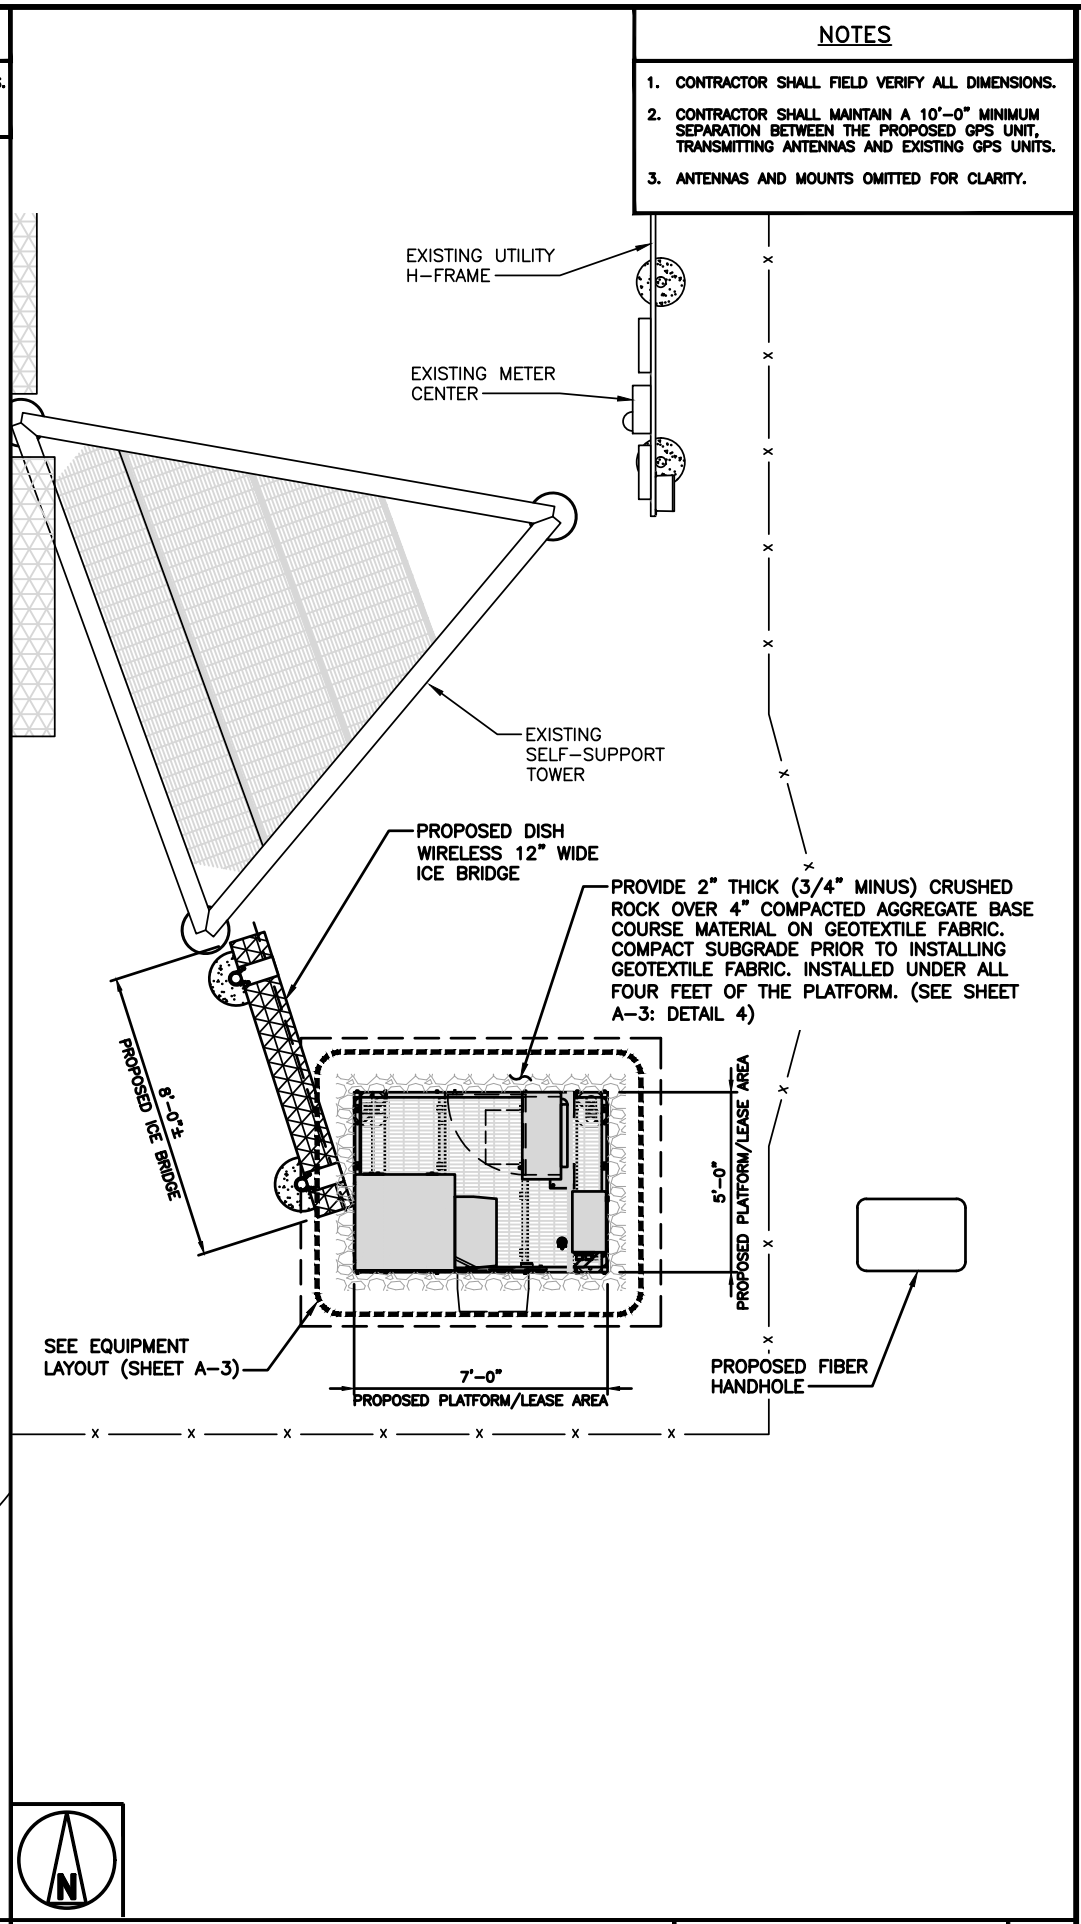 NOTES
1. CONTRACTOR SHALL FIELD VERIFY ALL DIMENSIONS.
2. CONTRACTOR SHALL MAINTAIN A 10'-0" MINIMUM
SEPARATION BETWEEN THE PROPOSED GPS UNIT,
TRANSMITTING ANTENNAS AND EXISTING GPS UNITS.
3. ANTENNAS AND MOUNTS OMITTED FOR CLARITY.
EXISTING UTILITY
H-FRAME
EXISTING METER
CENTER
EXISTING
SELF-SUPPORT
TOWER
PROPOSED DISH
WIRELESS 12" WIDE
ICE BRIDGE
PROVIDE 2" THICK (3/4" MINUS) CRUSHED
ROCK OVER 4" COMPACTED AGGREGATE BASE
COURSE MATERIAL ON GEOTEXTILE FABRIC.
COMPACT SUBGRADE PRIOR TO INSTALLING
GEOTEXTILE FABRIC. INSTALLED UNDER ALL
FOUR FEET OF THE PLATFORM. (SEE SHEET
A-3: DETAIL 4)
8'-0"±
PROPOSED ICE BRIDGE
5'-0"
PROPOSED PLATFORM/LEASE AREA
SEE EQUIPMENT
LAYOUT (SHEET A-3)
7'-0"
PROPOSED PLATFORM/LEASE AREA
PROPOSED FIBER
HANDHOLE
N